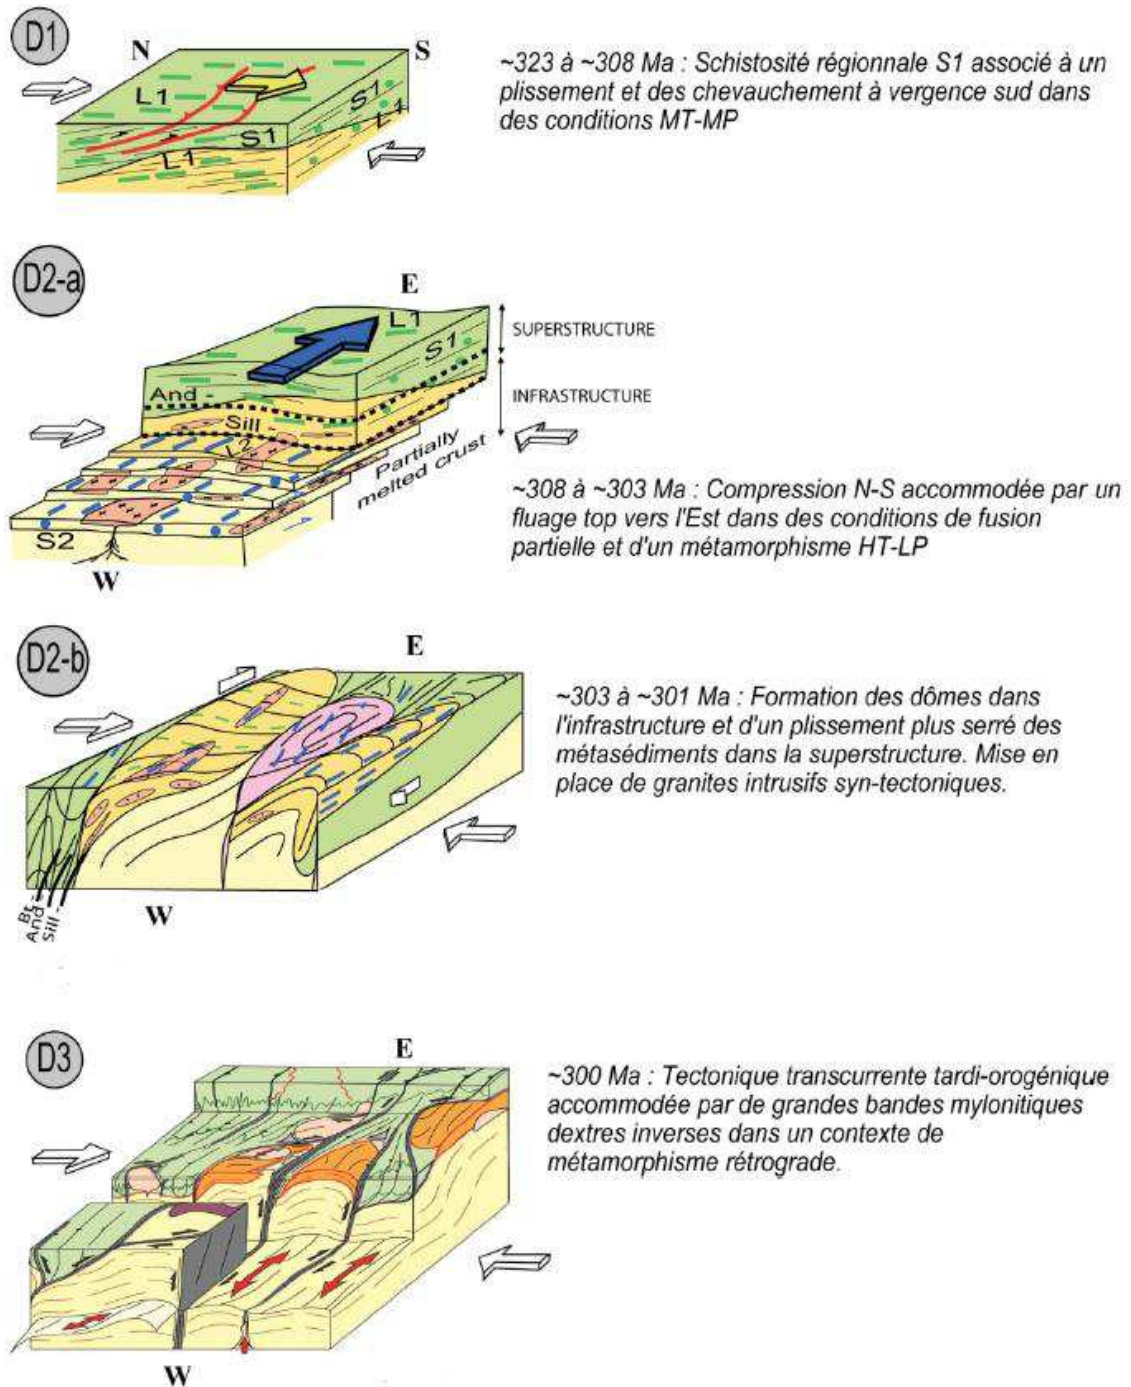 D1
N
S
L1
S1
L1
S1
L1
~323 à ~308 Ma : Schistosité régionale S1 associé à un
plissement et des chevauchement à vergence sud dans
des conditions MT-MP
D2-a
E
L1
S1
SUPERSTRUCTURE
And -
INFRASTRUCTURE
Sill -
L2
Partially
melted crust
S2
W
~308 à ~303 Ma : Compression N-S accommodée par un
fluage top vers l'Est dans des conditions de fusion
partielle et d'un métamorphisme HT-LP
D2-b
E
~303 à ~301 Ma : Formation des dômes dans
l'infrastructure et d'un plissement plus serré des
métasédiments dans la superstructure. Mise en
place de granites intrusifs syn-tectoniques.
Bt -
And -
Sill -
W
D3
E
~300 Ma : Tectonique transcurrente tardi-orogénique
accommodée par de grandes bandes mylonitiques
dextres inverses dans un contexte de
métamorphisme rétrograde.
W